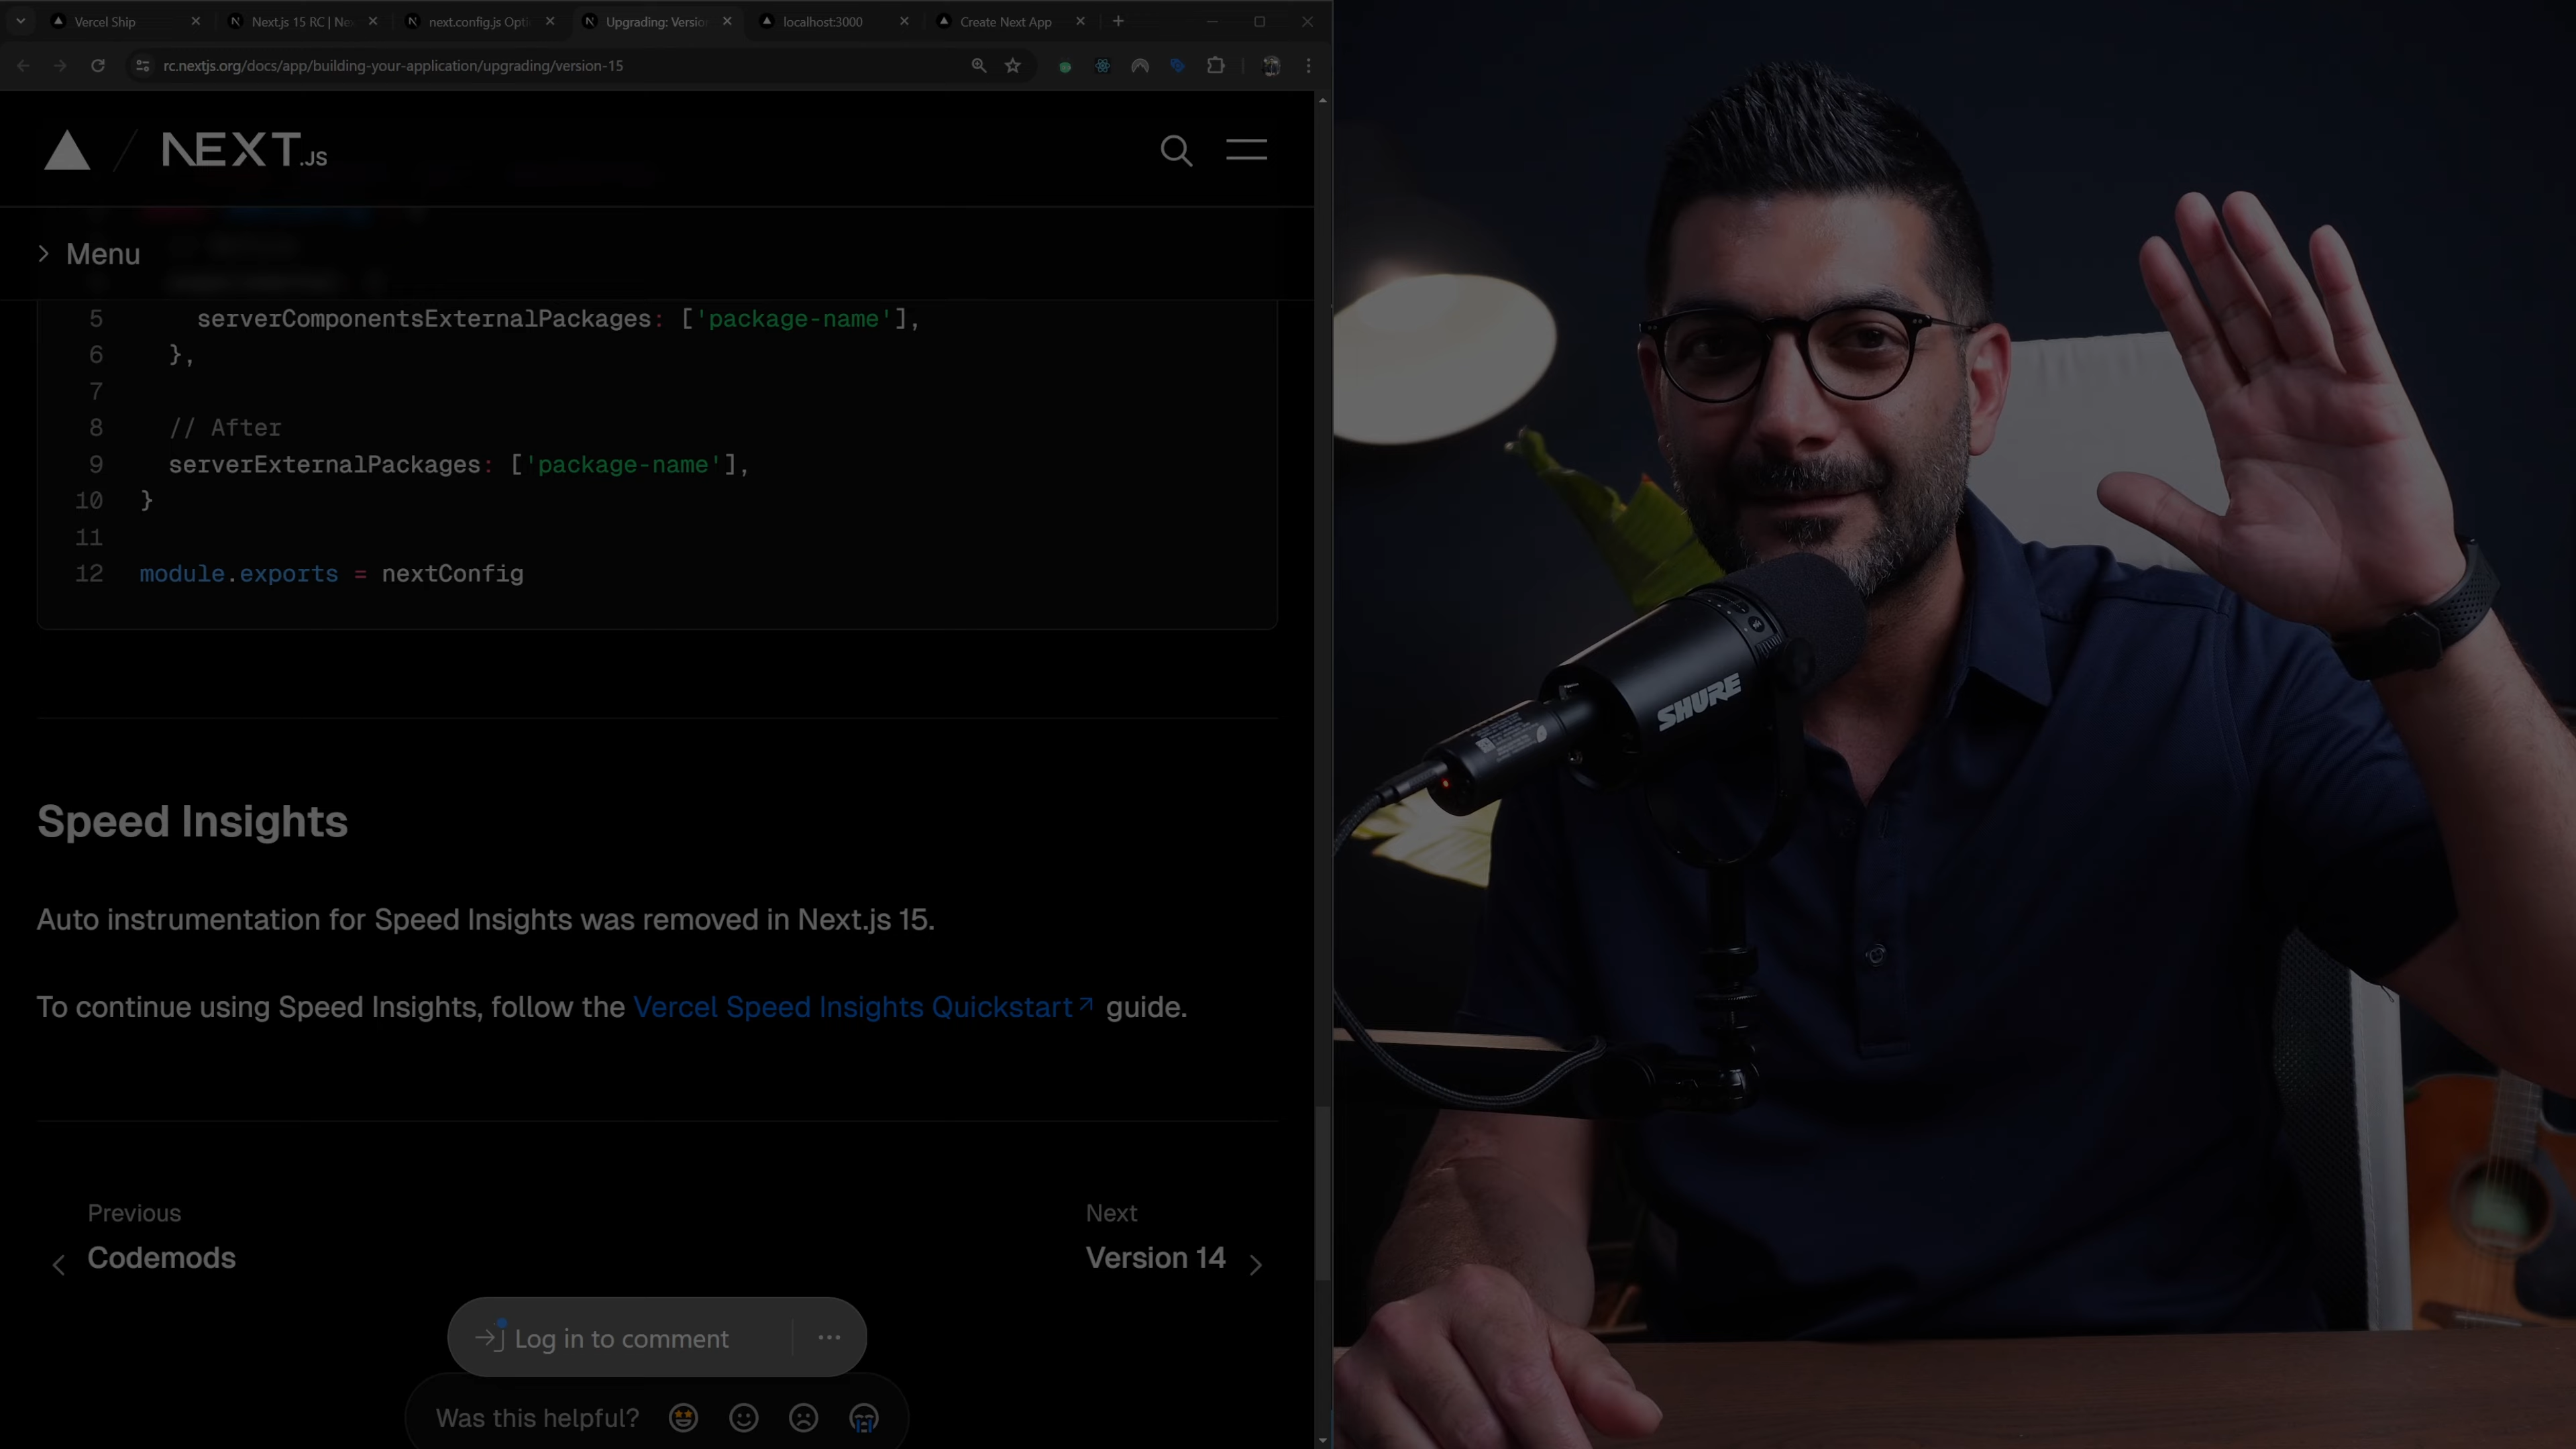 Vercel Ship
Next.js 15 RC | Nex
next.config.js Opti
Upgrading: Versio
localhost:3000
Create Next App
rc.nextjs.org/docs/app/building-your-application/upgrading/version-15
NEXT.JS
Menu
5 serverComponentsExternalPackages: ['package-name'],
6 },
7
8 // After
9 serverExternalPackages: ['package-name'],
10 }
11
12 module.exports = nextConfig
Speed Insights
Auto instrumentation for Speed Insights was removed in Next.js 15.
To continue using Speed Insights, follow the Vercel Speed Insights Quickstart guide.
Previous
Codemods
Next
Version 14
Log in to comment
Was this helpful?
SHURE